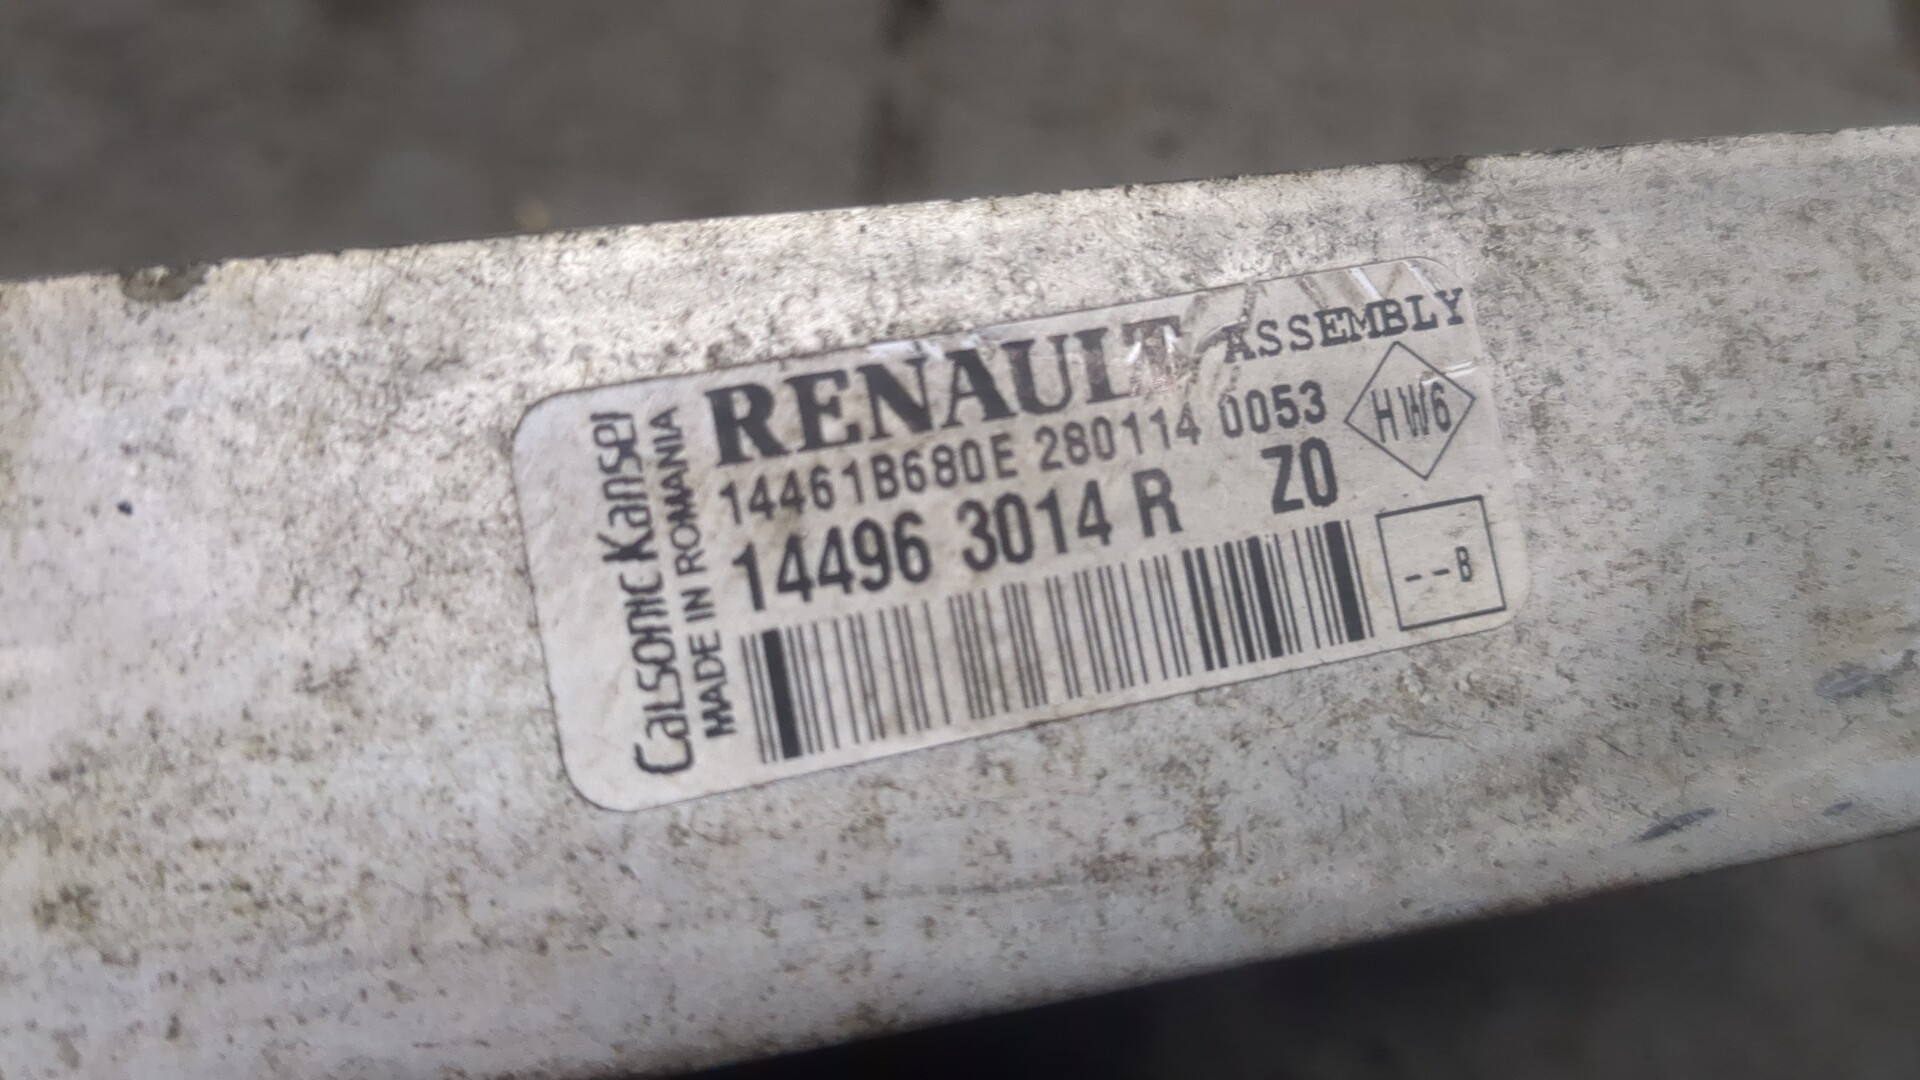 RENAULT ASSEMBLY
14461B680E 280114 0053
HW6
14496 3014 R Z0
--B
CaLSONIC Kansei
MADE IN ROMANIA